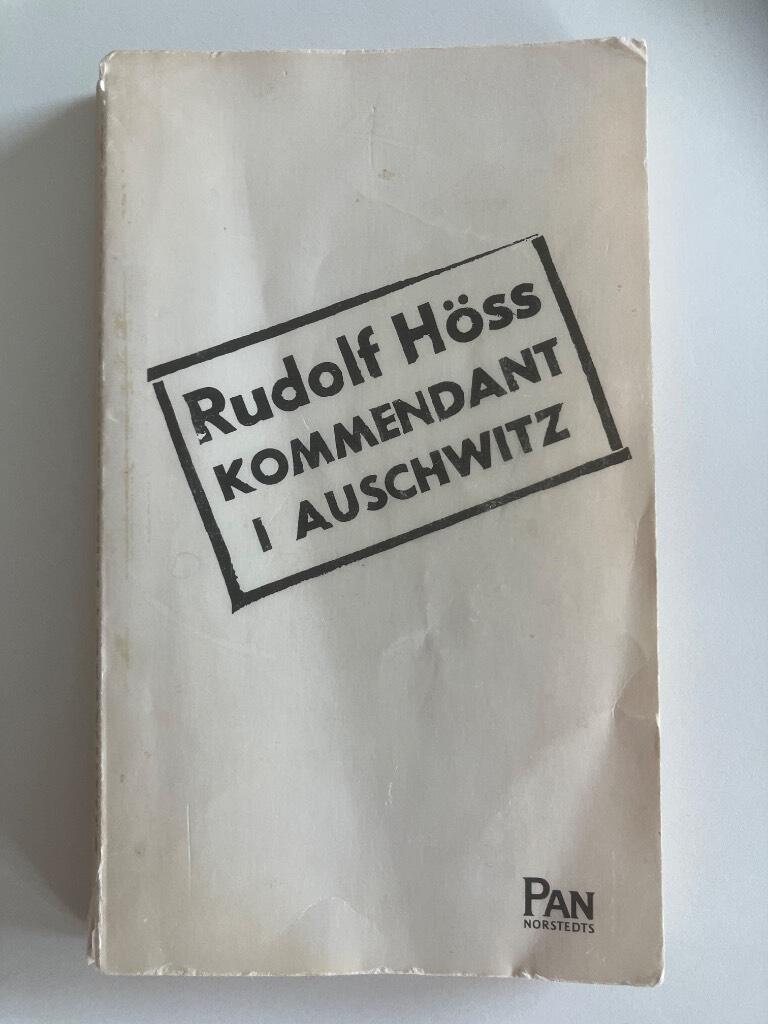 Rudolf Höss
KOMMENDANT
I AUSCHWITZ
PAN
NORSTEDTS